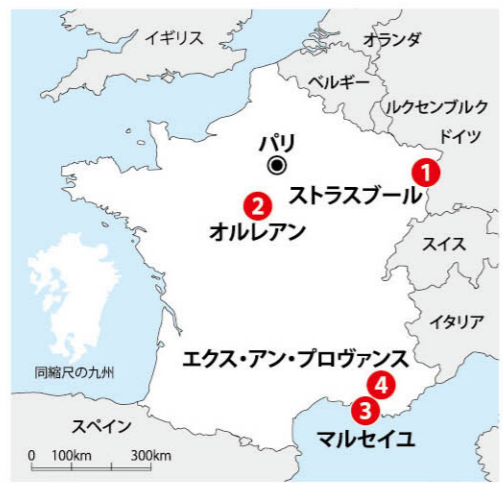 イギリス
オランダ
ベルギー
ルクセンブルク
ドイツ
パリ
1
ストラスブール
2
オルレアン
スイス
イタリア
エクス・アン・プロヴァンス
同縮尺の九州
4
3
マルセイユ
スペイン
0 100km 300km